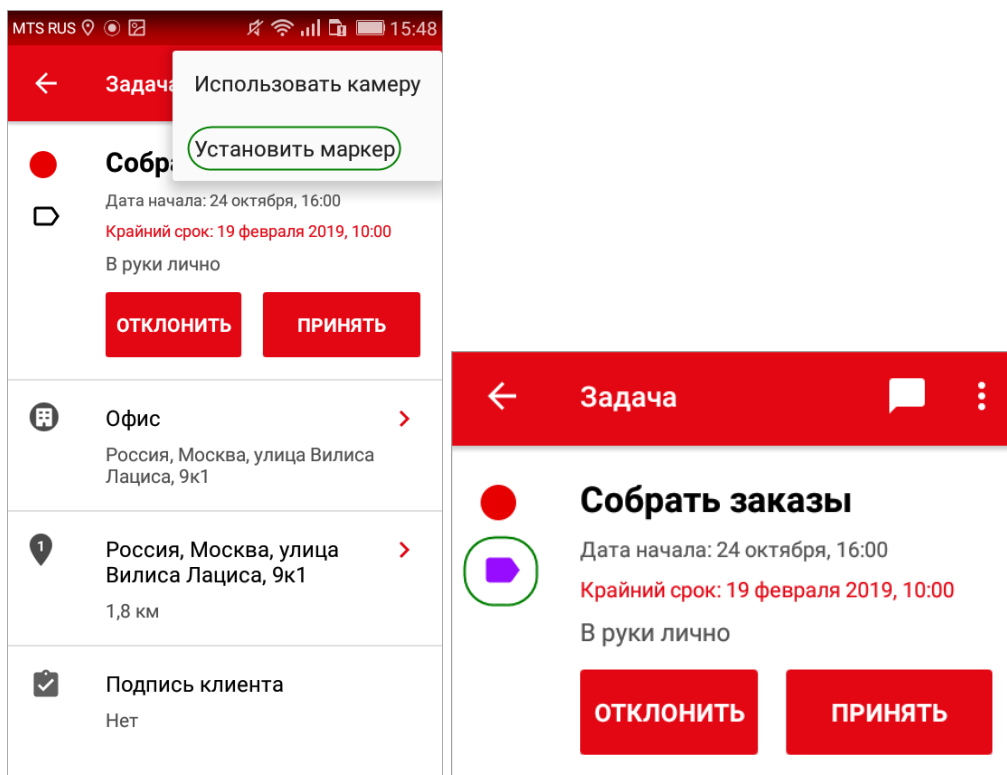 MTS RUS 15:48
Задача
Использовать камеру
Установить маркер
Дата начала: 24 октября, 16:00
Крайний срок: 19 февраля 2019, 10:00
В руки лично
ОТКЛОНИТЬ ПРИНЯТЬ
Офис
Россия, Москва, улица Вилиса
Лациса, 9к1
1
Россия, Москва, улица
Вилиса Лациса, 9к1
1,8 км
Подпись клиента
Нет
Задача
Собрать заказы
Дата начала: 24 октября, 16:00
Крайний срок: 19 февраля 2019, 10:00
В руки лично
ОТКЛОНИТЬ ПРИНЯТЬ